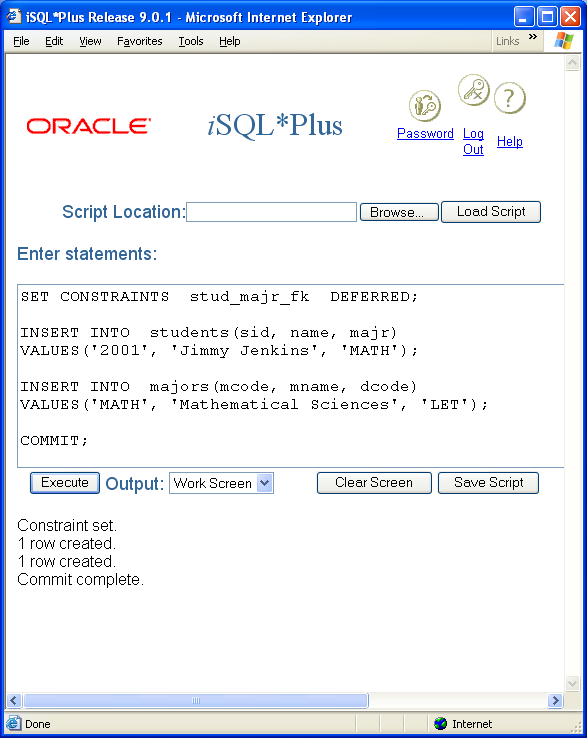 iSQL*Plus Release 9.0.1 - Microsoft Internet Explorer
File Edit View Favorites Tools Help Links »
ORACLE
iSQL*Plus
Password
Log Out
Help
?
Script Location: Browse... Load Script
Enter statements:
SET CONSTRAINTS  stud_majr_fk  DEFERRED;
INSERT INTO  students(sid, name, majr)
VALUES('2001', 'Jimmy Jenkins', 'MATH');
INSERT INTO  majors(mcode, mname, dcode)
VALUES('MATH', 'Mathematical Sciences', 'LET');
COMMIT;
Execute Output: Work Screen Clear Screen Save Script
Constraint set.
1 row created.
1 row created.
Commit complete.
Done Internet